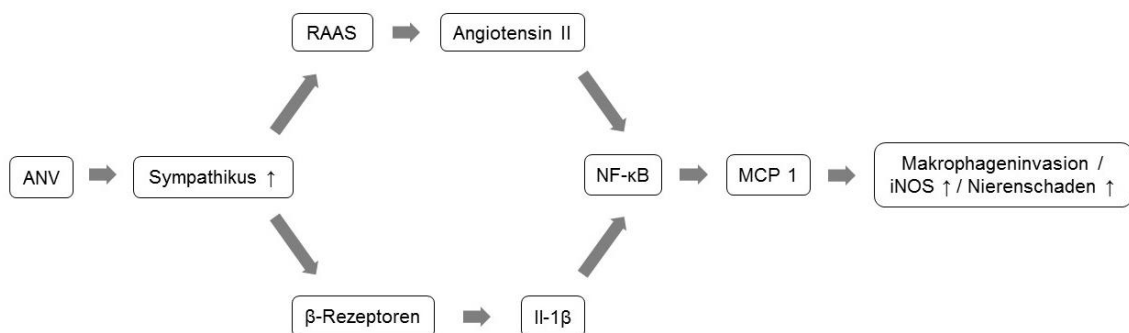 RAAS
Angiotensin II
ANV
Sympathikus ↑
NF-κB
MCP 1
Makrophageninvasion /
iNOS ↑ / Nierenschaden ↑
β-Rezeptoren
Il-1β